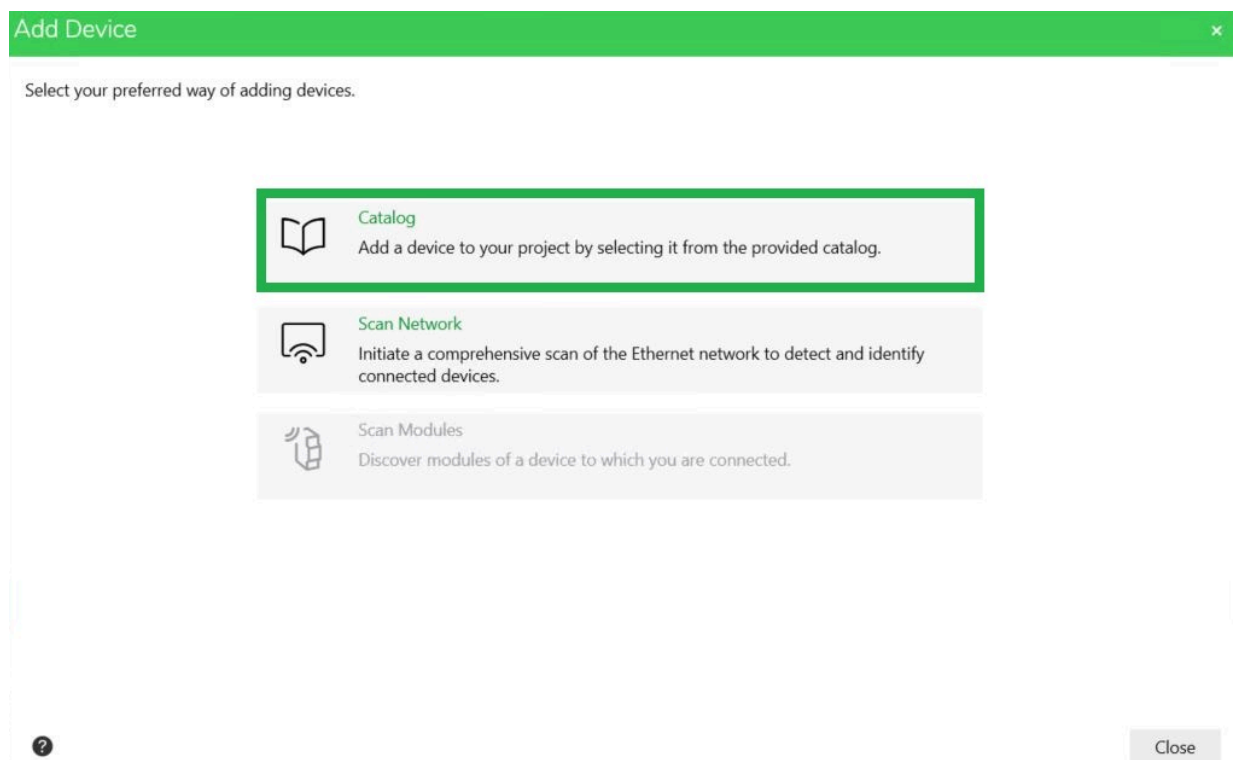 Add Device
Select your preferred way of adding devices.
Catalog
Add a device to your project by selecting it from the provided catalog.
Scan Network
Initiate a comprehensive scan of the Ethernet network to detect and identify
connected devices.
Scan Modules
Discover modules of a device to which you are connected.
Close